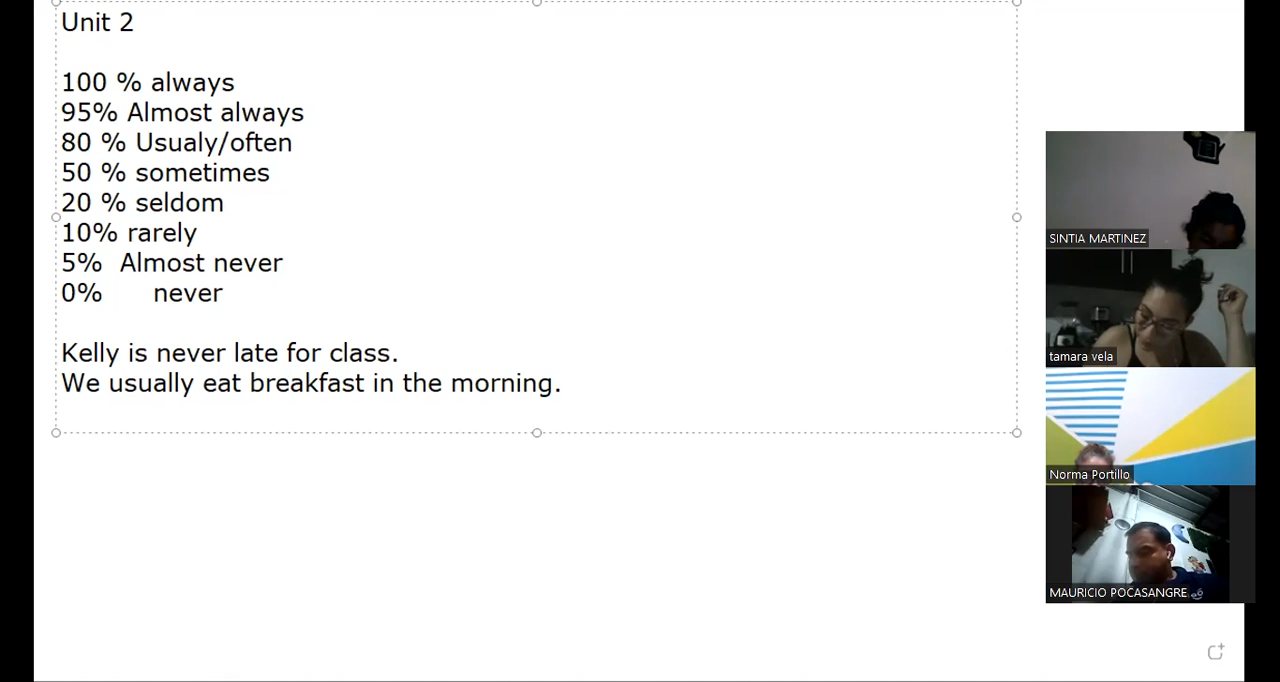 Unit 2
100 % always
95% Almost always
80 % Usualy/often
50 % sometimes
20 % seldom
10% rarely
5% Almost never
0% never
Kelly is never late for class.
We usually eat breakfast in the morning.
SINTIA MARTINEZ
tamara vela
Norma Portillo
MAURICIO POCASANGRE